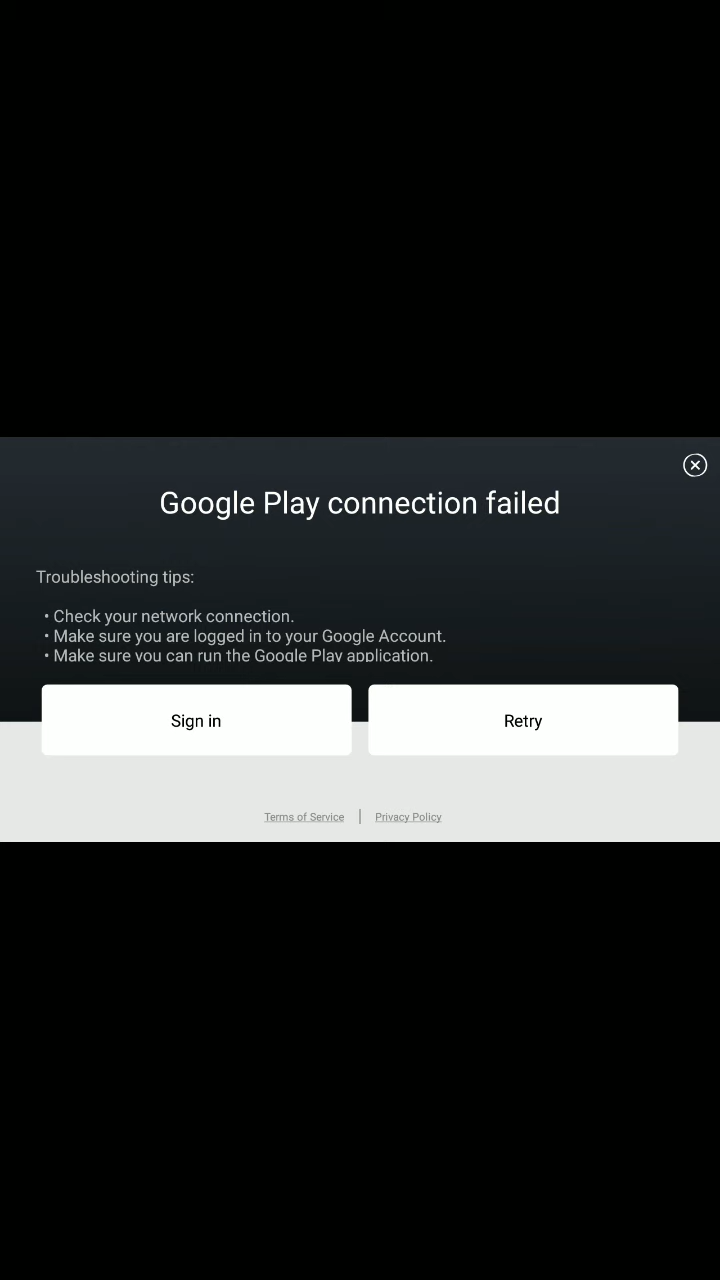 Google Play connection failed
Troubleshooting tips:
• Check your network connection.
• Make sure you are logged in to your Google Account.
• Make sure you can run the Google Play application.
Sign in
Retry
Terms of Service | Privacy Policy